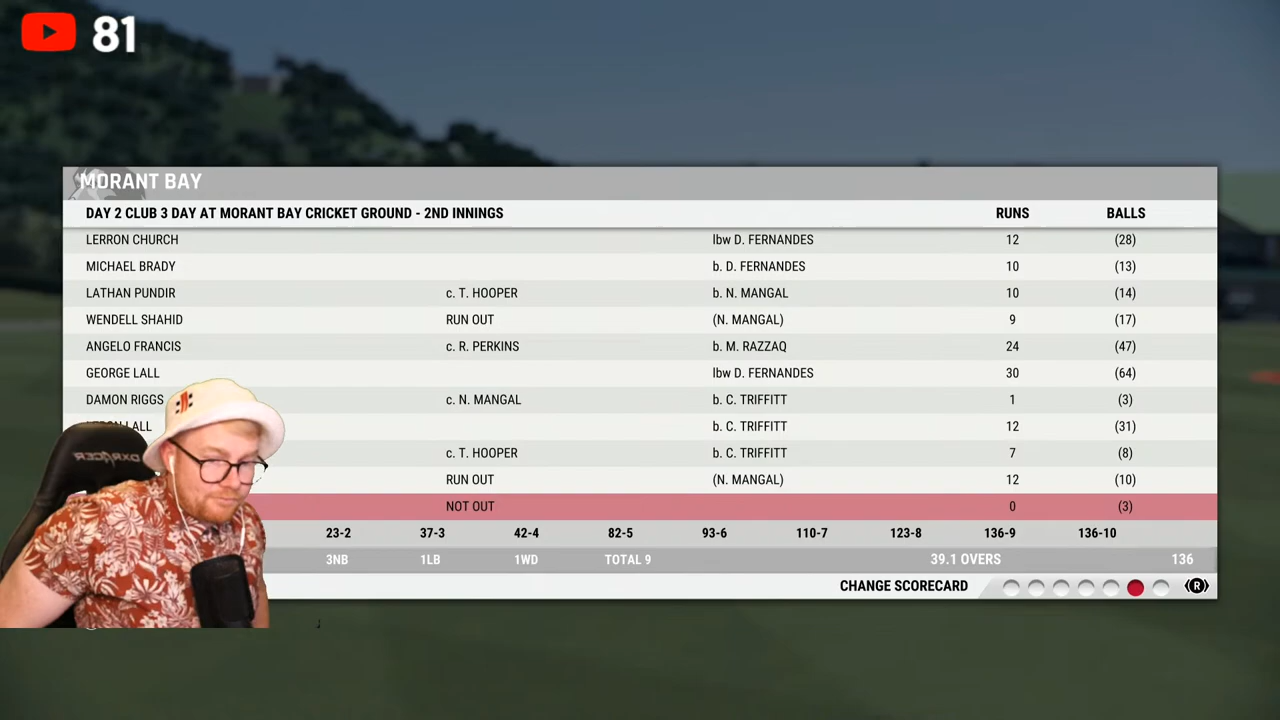 81
MORANT BAY
DAY 2 CLUB 3 DAY AT MORANT BAY CRICKET GROUND - 2ND INNINGS RUNS BALLS
LERRON CHURCH lbw D. FERNANDES 12 (28)
MICHAEL BRADY b. D. FERNANDES 10 (13)
LATHAN PUNDIR c. T. HOOPER b. N. MANGAL 10 (14)
WENDELL SHAHID RUN OUT (N. MANGAL) 9 (17)
ANGELO FRANCIS c. R. PERKINS b. M. RAZZAQ 24 (47)
GEORGE LALL lbw D. FERNANDES 30 (64)
DAMON RIGGS c. N. MANGAL b. C. TRIFFITT 1 (3)
LALL b. C. TRIFFITT 12 (31)
c. T. HOOPER b. C. TRIFFITT 7 (8)
RUN OUT (N. MANGAL) 12 (10)
NOT OUT 0 (3)
23-2 37-3 42-4 82-5 93-6 110-7 123-8 136-9 136-10
3NB 1LB 1WD TOTAL 9 39.1 OVERS 136
CHANGE SCORECARD R